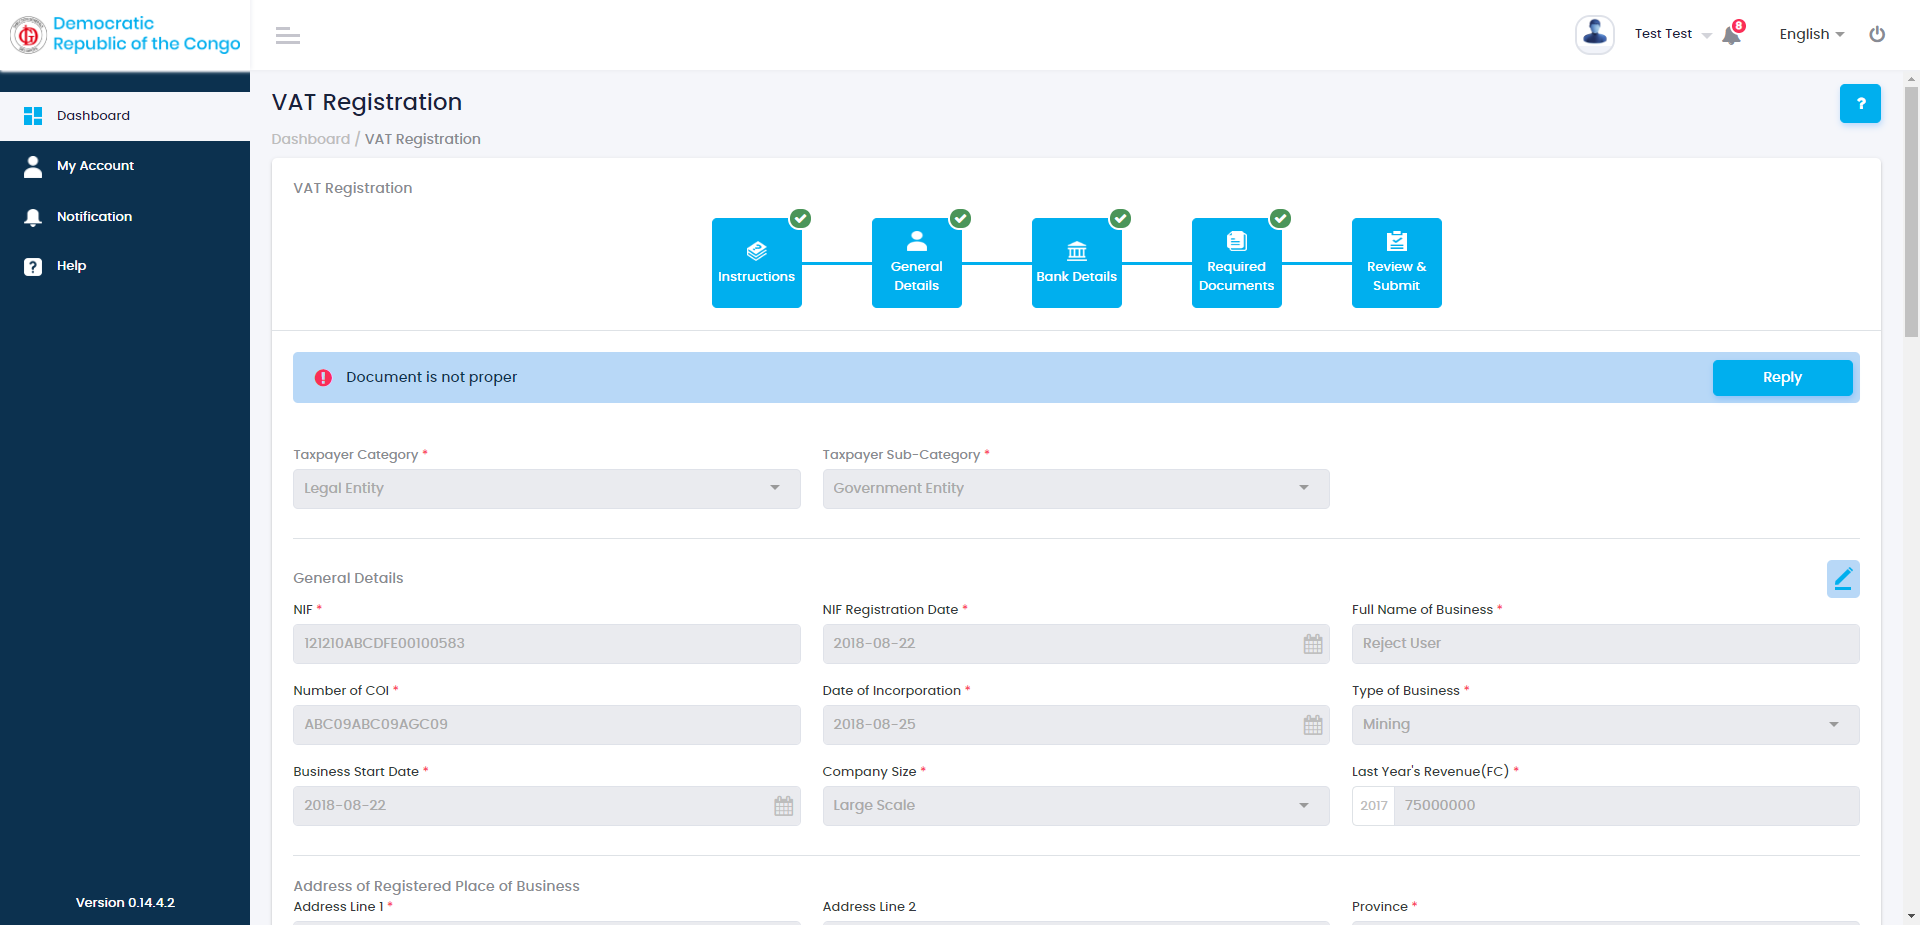 Democratic
Republic of the Congo
Test Test
8
English
Dashboard
My Account
Notification
Help
Version 0.14.4.2
VAT Registration
?
Dashboard / VAT Registration
VAT Registration
Instructions
General
Details
Bank Details
Required
Documents
Review &
Submit
Document is not proper
Reply
Taxpayer Category *
Taxpayer Sub-Category *
Legal Entity
Government Entity
General Details
NIF *
NIF Registration Date *
Full Name of Business *
121210ABCDFE00100583
2018-08-22
Reject User
Number of COI *
Date of Incorporation *
Type of Business *
ABC09ABC09AGC09
2018-08-25
Mining
Business Start Date *
Company Size *
Last Year's Revenue(FC) *
2018-08-22
Large Scale
2017 75000000
Address of Registered Place of Business
Address Line 1 *
Address Line 2
Province *